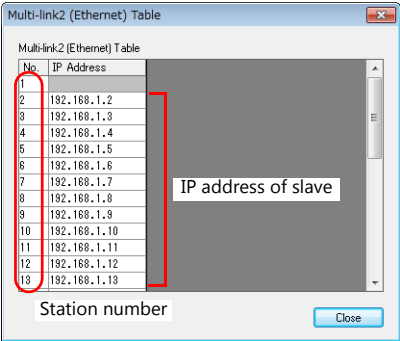 Multi-link2 (Ethernet) Table
Multi-link2 (Ethernet) Table
No. IP Address
1
2 192.168.1.2
3 192.168.1.3
4 192.168.1.4
5 192.168.1.5
6 192.168.1.6
7 192.168.1.7
8 192.168.1.8
9 192.168.1.9
10 192.168.1.10
11 192.168.1.11
12 192.168.1.12
13 192.168.1.13
IP address of slave
Station number
Close